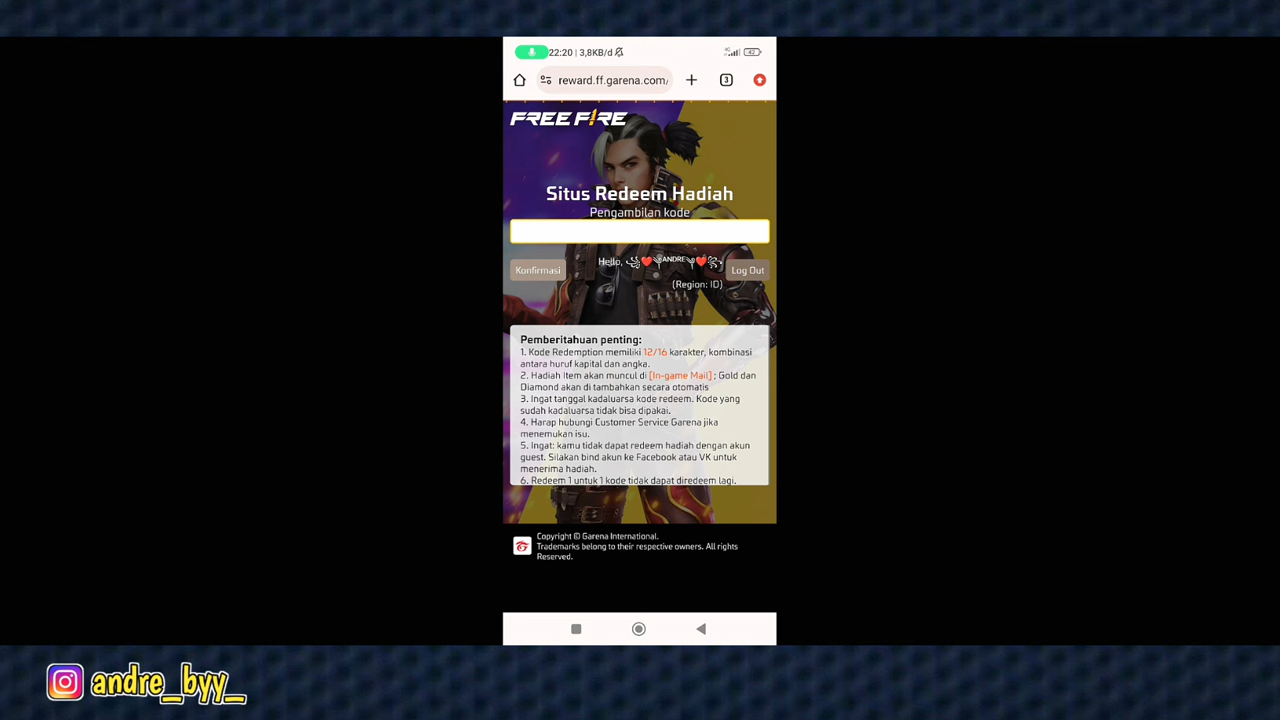 22:20 | 3,8KB/d
42
reward.ff.garena.com/
3
FREE FIRE
Situs Redeem Hadiah
Pengambilan kode
Hello, ꧁❤️༺ᴬᴺᴰᴿᴱ༻❤️꧂
Konfirmasi
Log Out
(Region: ID)
Pemberitahuan penting:
1. Kode Redemption memiliki 12/16 karakter, kombinasi
antara huruf kapital dan angka.
2. Hadiah Item akan muncul di [In-game Mail] ; Gold dan
Diamond akan di tambahkan secara otomatis
3. Ingat tanggal kadaluarsa kode redeem. Kode yang
sudah kadaluarsa tidak bisa dipakai.
4. Harap hubungi Customer Service Garena jika
menemukan isu.
5. Ingat: kamu tidak dapat redeem hadiah dengan akun
guest. Silakan bind akun ke Facebook atau VK untuk
menerima hadiah.
6. Redeem 1 untuk 1 kode tidak dapat diredeem lagi.
Copyright © Garena International.
Trademarks belong to their respective owners. All rights
Reserved.
andre_byy_